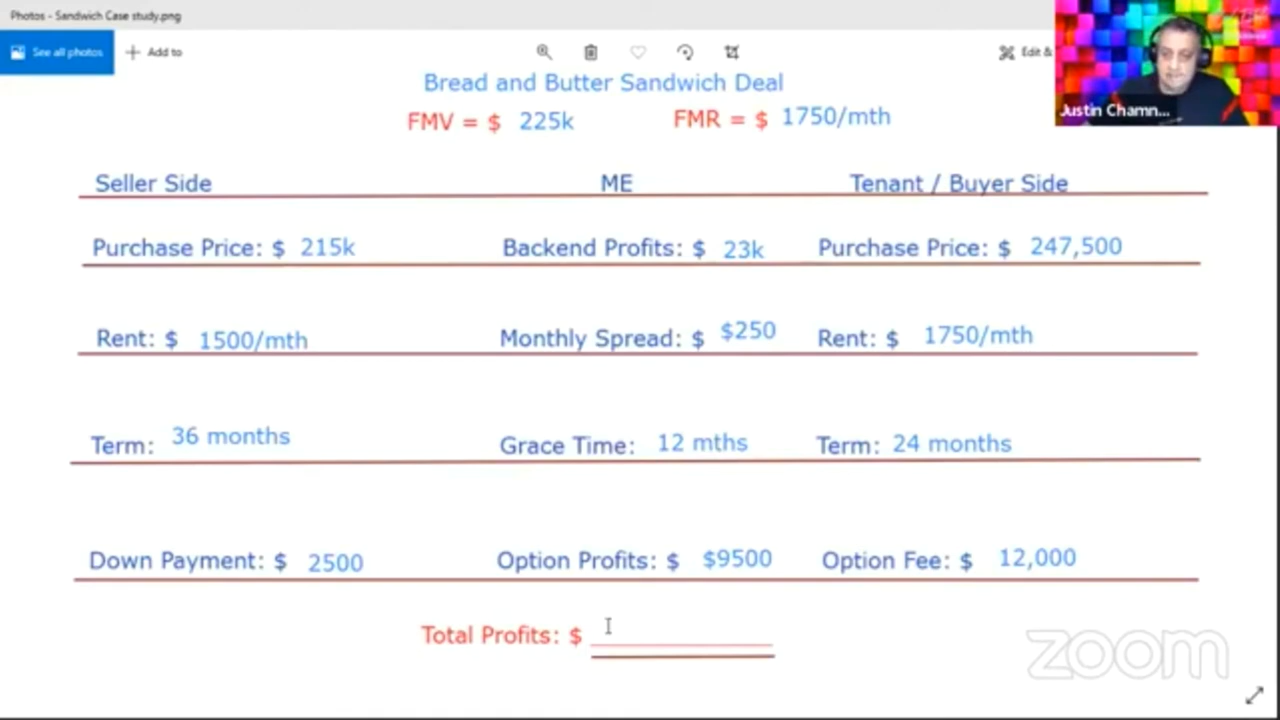 Photos - Sandwich Case study.png
See all photos + Add to Edit &
Justin Chamn...
Bread and Butter Sandwich Deal
FMV = $ 225k FMR = $ 1750/mth
Seller Side ME Tenant / Buyer Side
Purchase Price: $ 215k Backend Profits: $ 23k Purchase Price: $ 247,500
Rent: $ 1500/mth Monthly Spread: $ $250 Rent: $ 1750/mth
Term: 36 months Grace Time: 12 mths Term: 24 months
Down Payment: $ 2500 Option Profits: $ $9500 Option Fee: $ 12,000
Total Profits: $
zoom